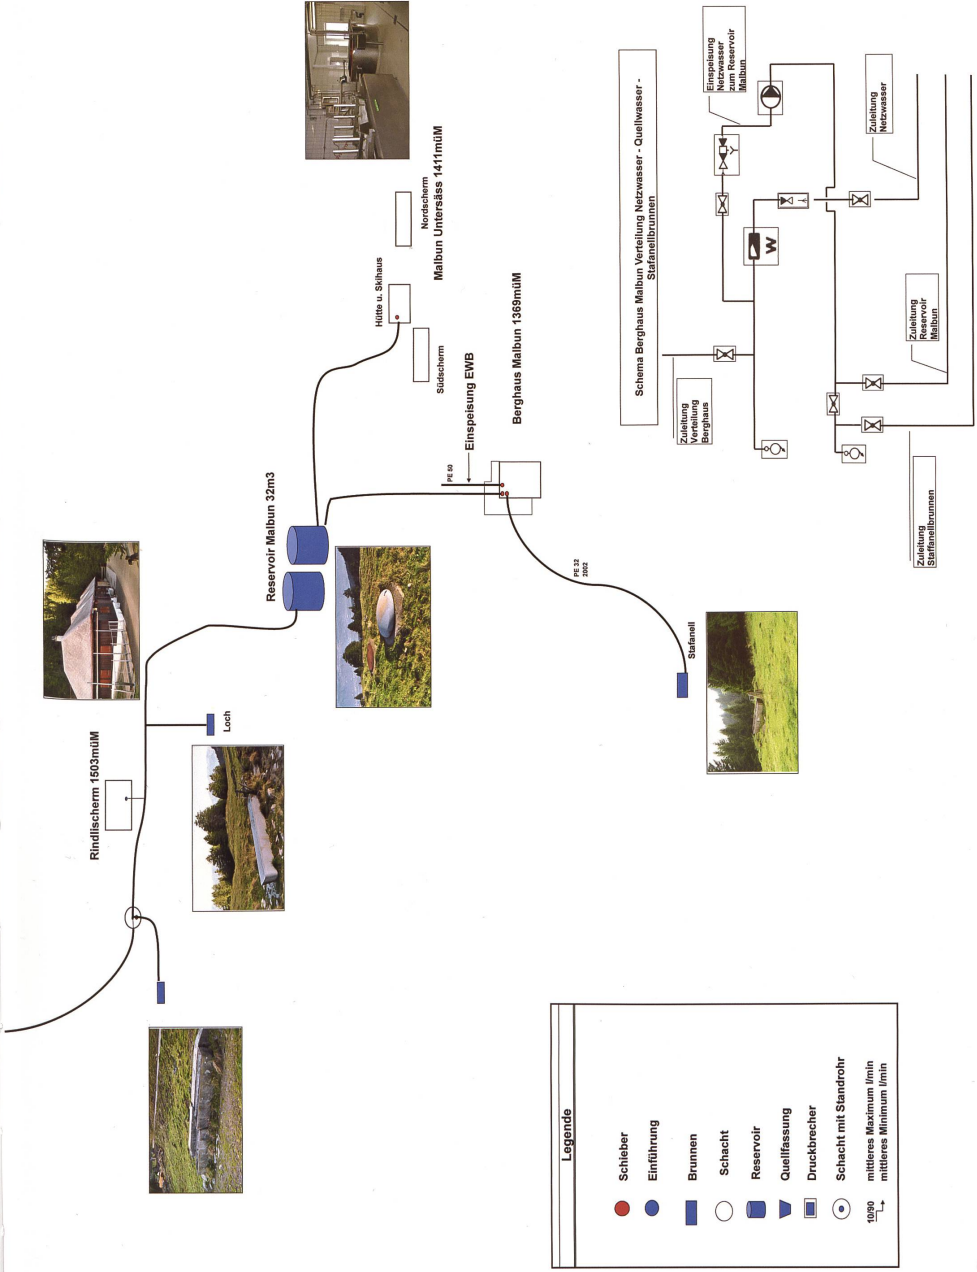 Rindlischerm 1503müM
Loch
Reservoir Malbun 32m3
Hütte u. Skihaus
Südscherm
Nordscherm
Malbun Untersäss 1411müM
PE 50
Einspeisung EWB
Berghaus Malbun 1369müM
PE 32
2002
Stafanell
Schema Berghaus Malbun Verteilung Netzwasser - Quellwasser -
Stafanellbrunnen
Einspeisung
Netzwasser
zum Reservoir
Malbun
Zuleitung
Netzwasser
W
Zuleitung
Verteilung
Berghaus
Zuleitung
Reservoir
Malbun
Zuleitung
Staffanellbrunnen
Legende
Schieber
Einführung
Brunnen
Schacht
Reservoir
Quellfassung
Druckbrecher
Schacht mit Standrohr
10/90
mittleres Maximum l/min
mittleres Minimum l/min